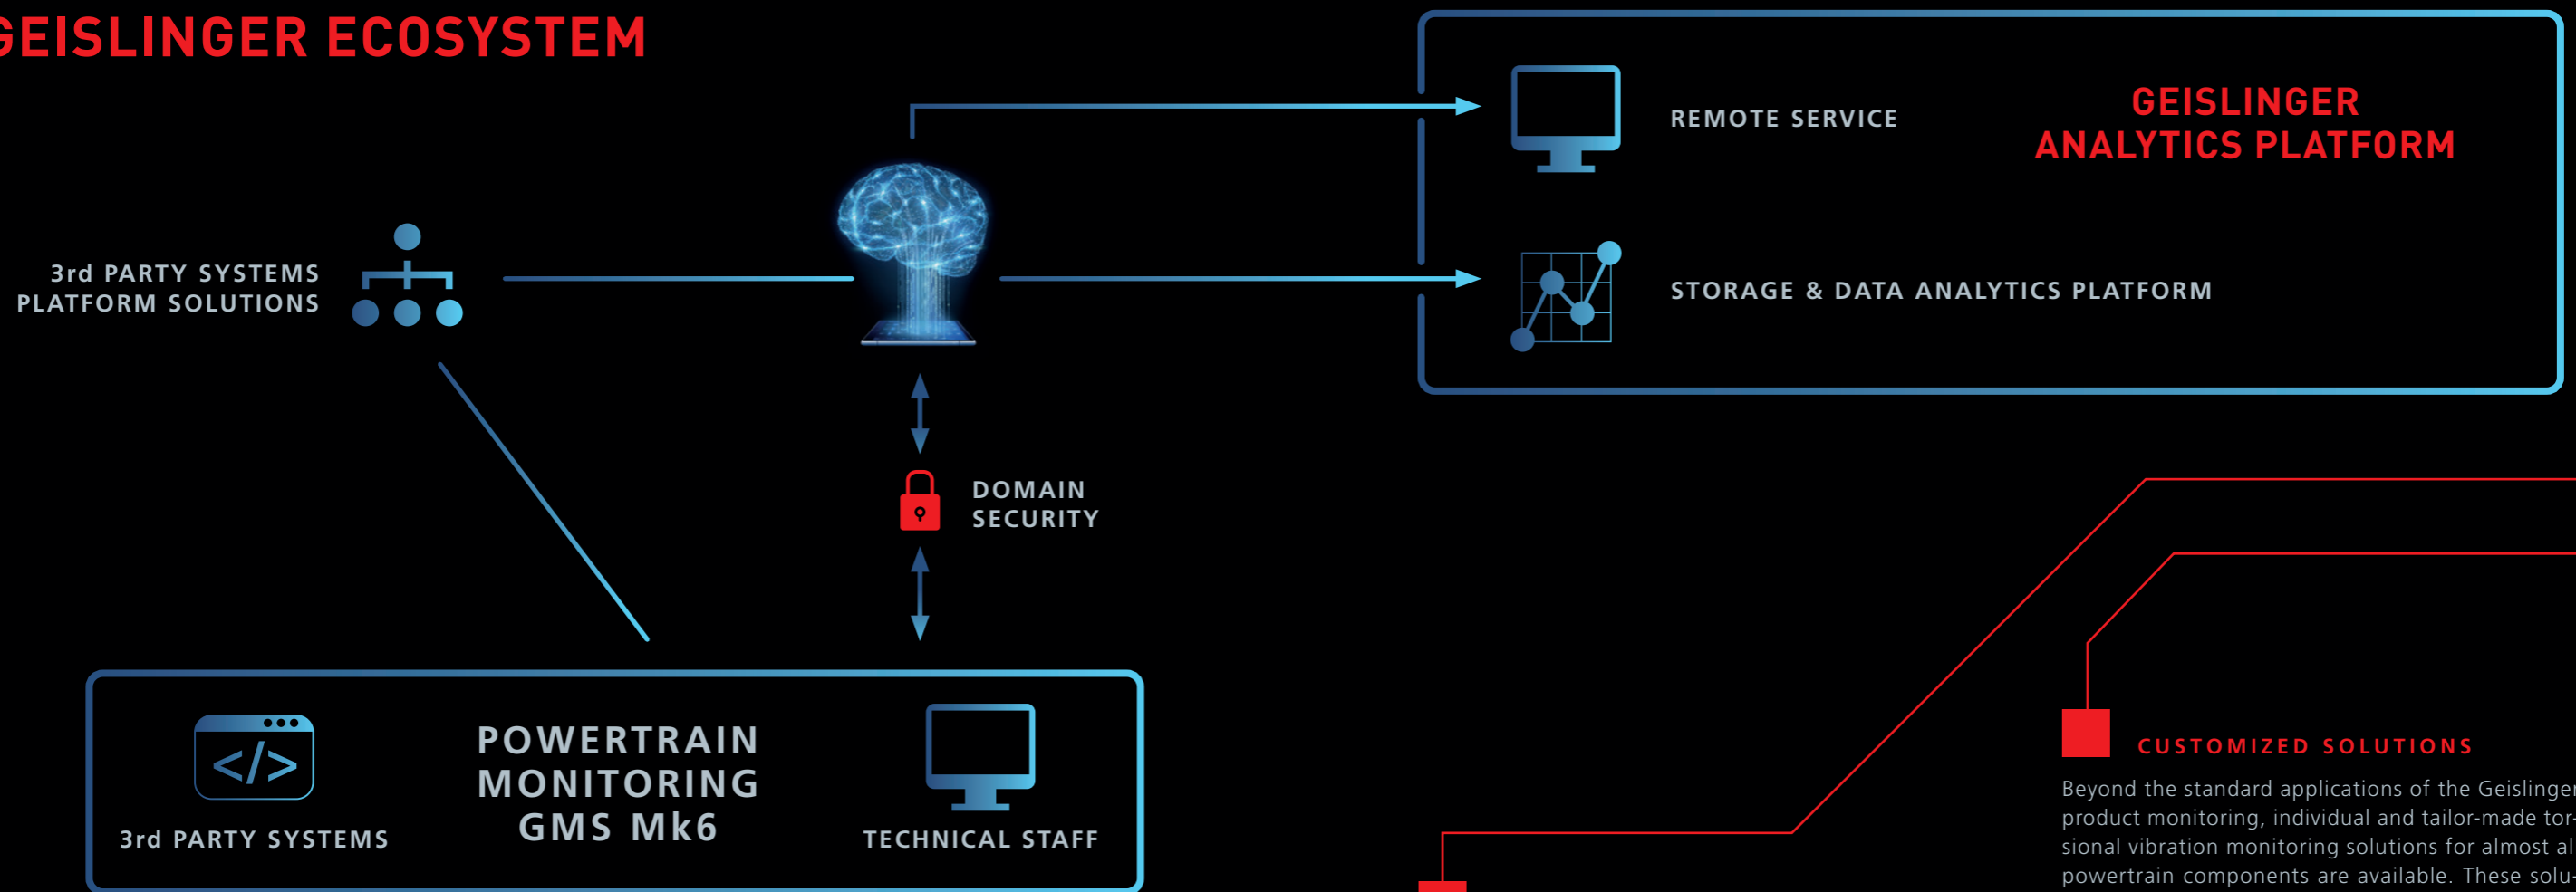 GEISLINGER ECOSYSTEM
REMOTE SERVICE
GEISLINGER
ANALYTICS PLATFORM
3rd PARTY SYSTEMS
PLATFORM SOLUTIONS
STORAGE & DATA ANALYTICS PLATFORM
DOMAIN
SECURITY
</>
3rd PARTY SYSTEMS
POWERTRAIN
MONITORING
GMS Mk6
TECHNICAL STAFF
CUSTOMIZED SOLUTIONS
Beyond the standard applications of the Geislinger
product monitoring, individual and tailor-made tor-
sional vibration monitoring solutions for almost al
powertrain components are available. These solu-